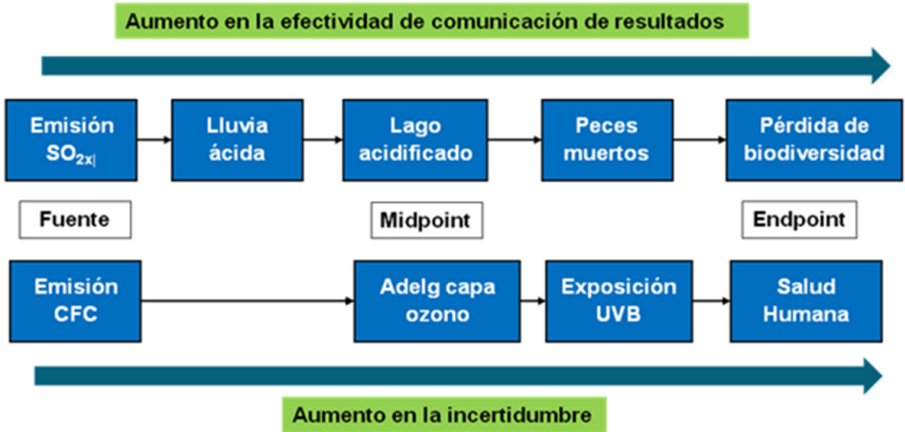 Aumento en la efectividad de comunicación de resultados
Emisión
SO2x|
Lluvia
ácida
Lago
acidificado
Peces
muertos
Pérdida de
biodiversidad
Fuente
Midpoint
Endpoint
Emisión
CFC
Adelg capa
ozono
Exposición
UVB
Salud
Humana
Aumento en la incertidumbre